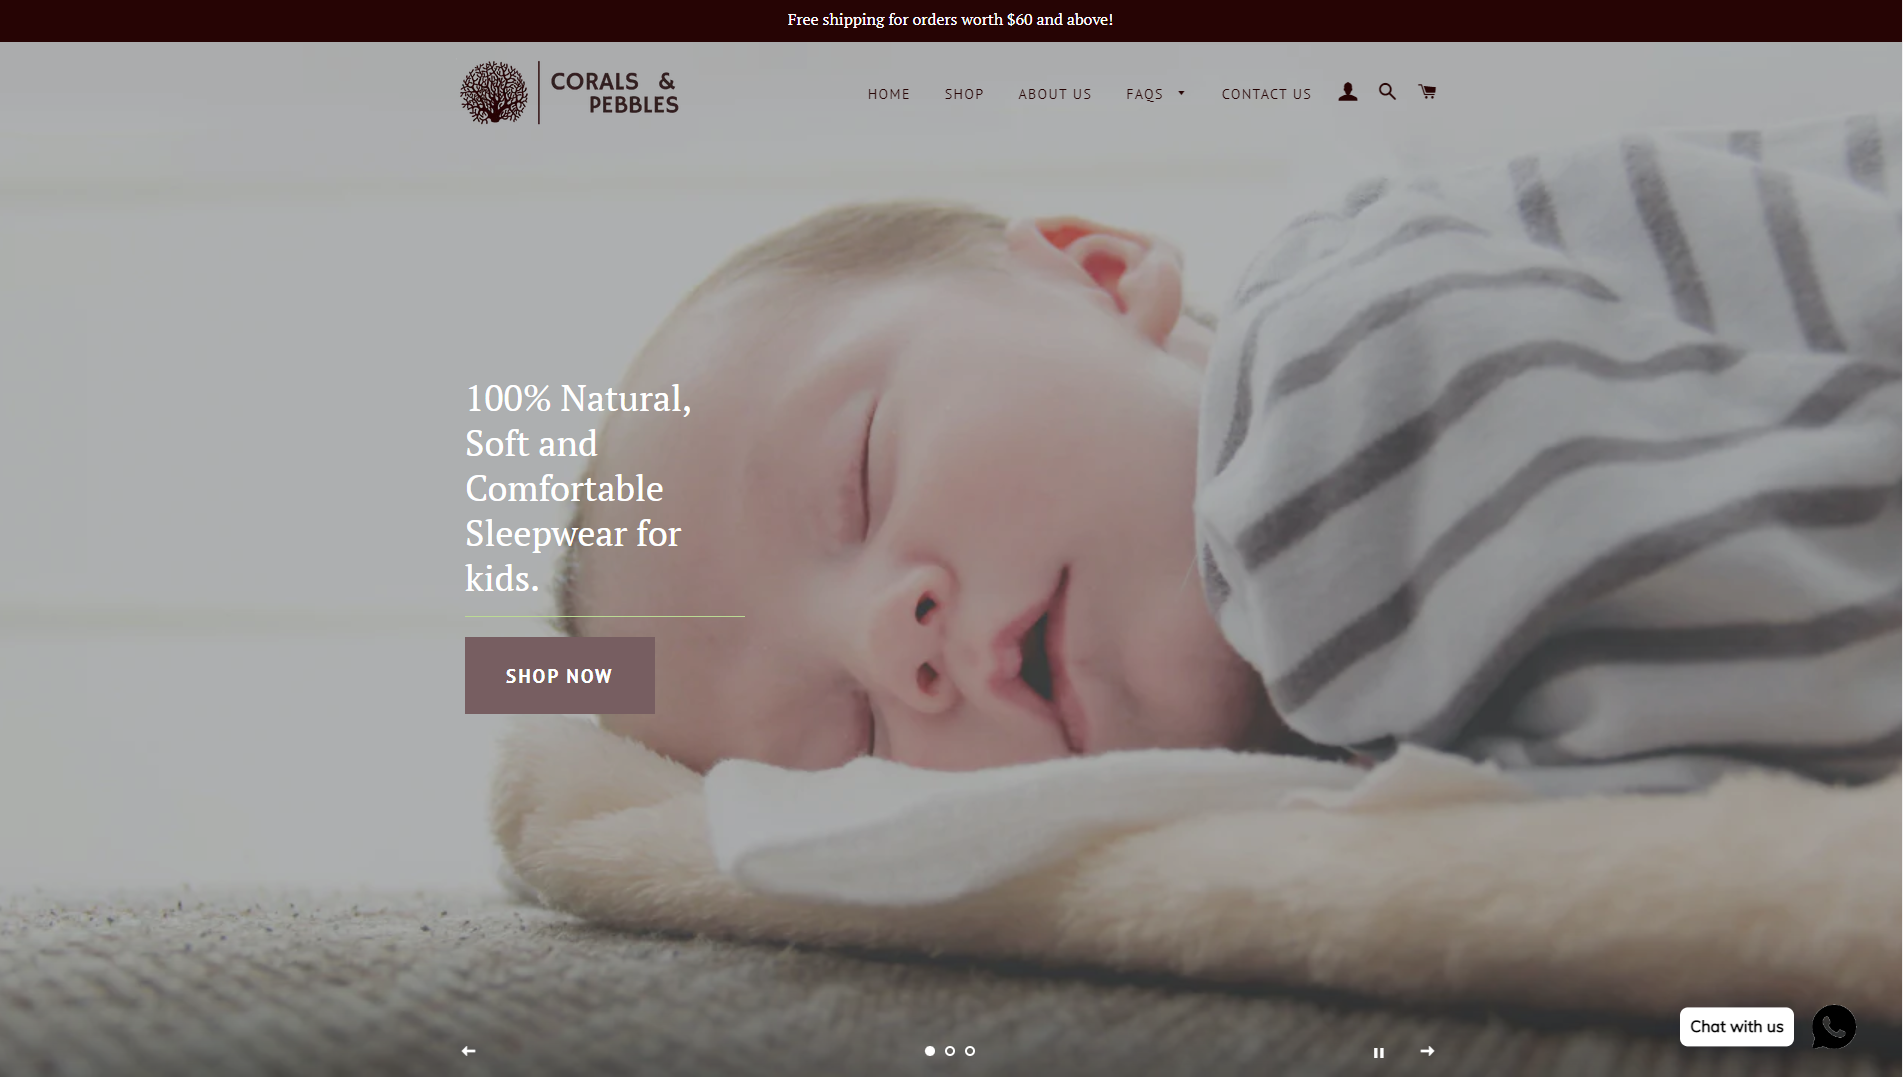 Free shipping for orders worth $60 and above!
CORALS &
PEBBLES
HOME
SHOP
ABOUT US
FAQS
CONTACT US
100% Natural,
Soft and
Comfortable
Sleepwear for
kids.
SHOP NOW
Chat with us